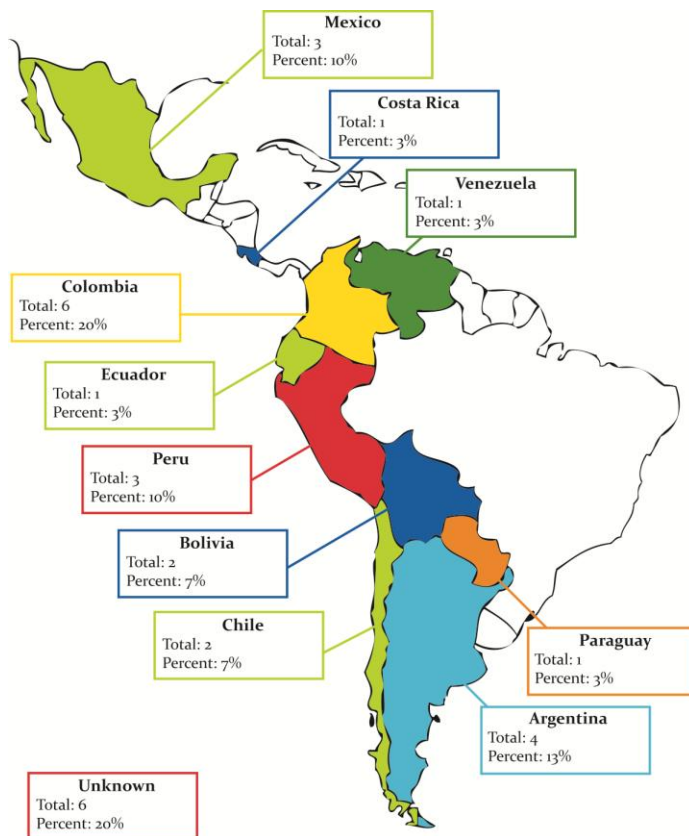 Mexico
Total: 3
Percent: 10%
Costa Rica
Total: 1
Percent: 3%
Venezuela
Total: 1
Percent: 3%
Colombia
Total: 6
Percent: 20%
Ecuador
Total: 1
Percent: 3%
Peru
Total: 3
Percent: 10%
Bolivia
Total: 2
Percent: 7%
Chile
Total: 2
Percent: 7%
Paraguay
Total: 1
Percent: 3%
Argentina
Total: 4
Percent: 13%
Unknown
Total: 6
Percent: 20%